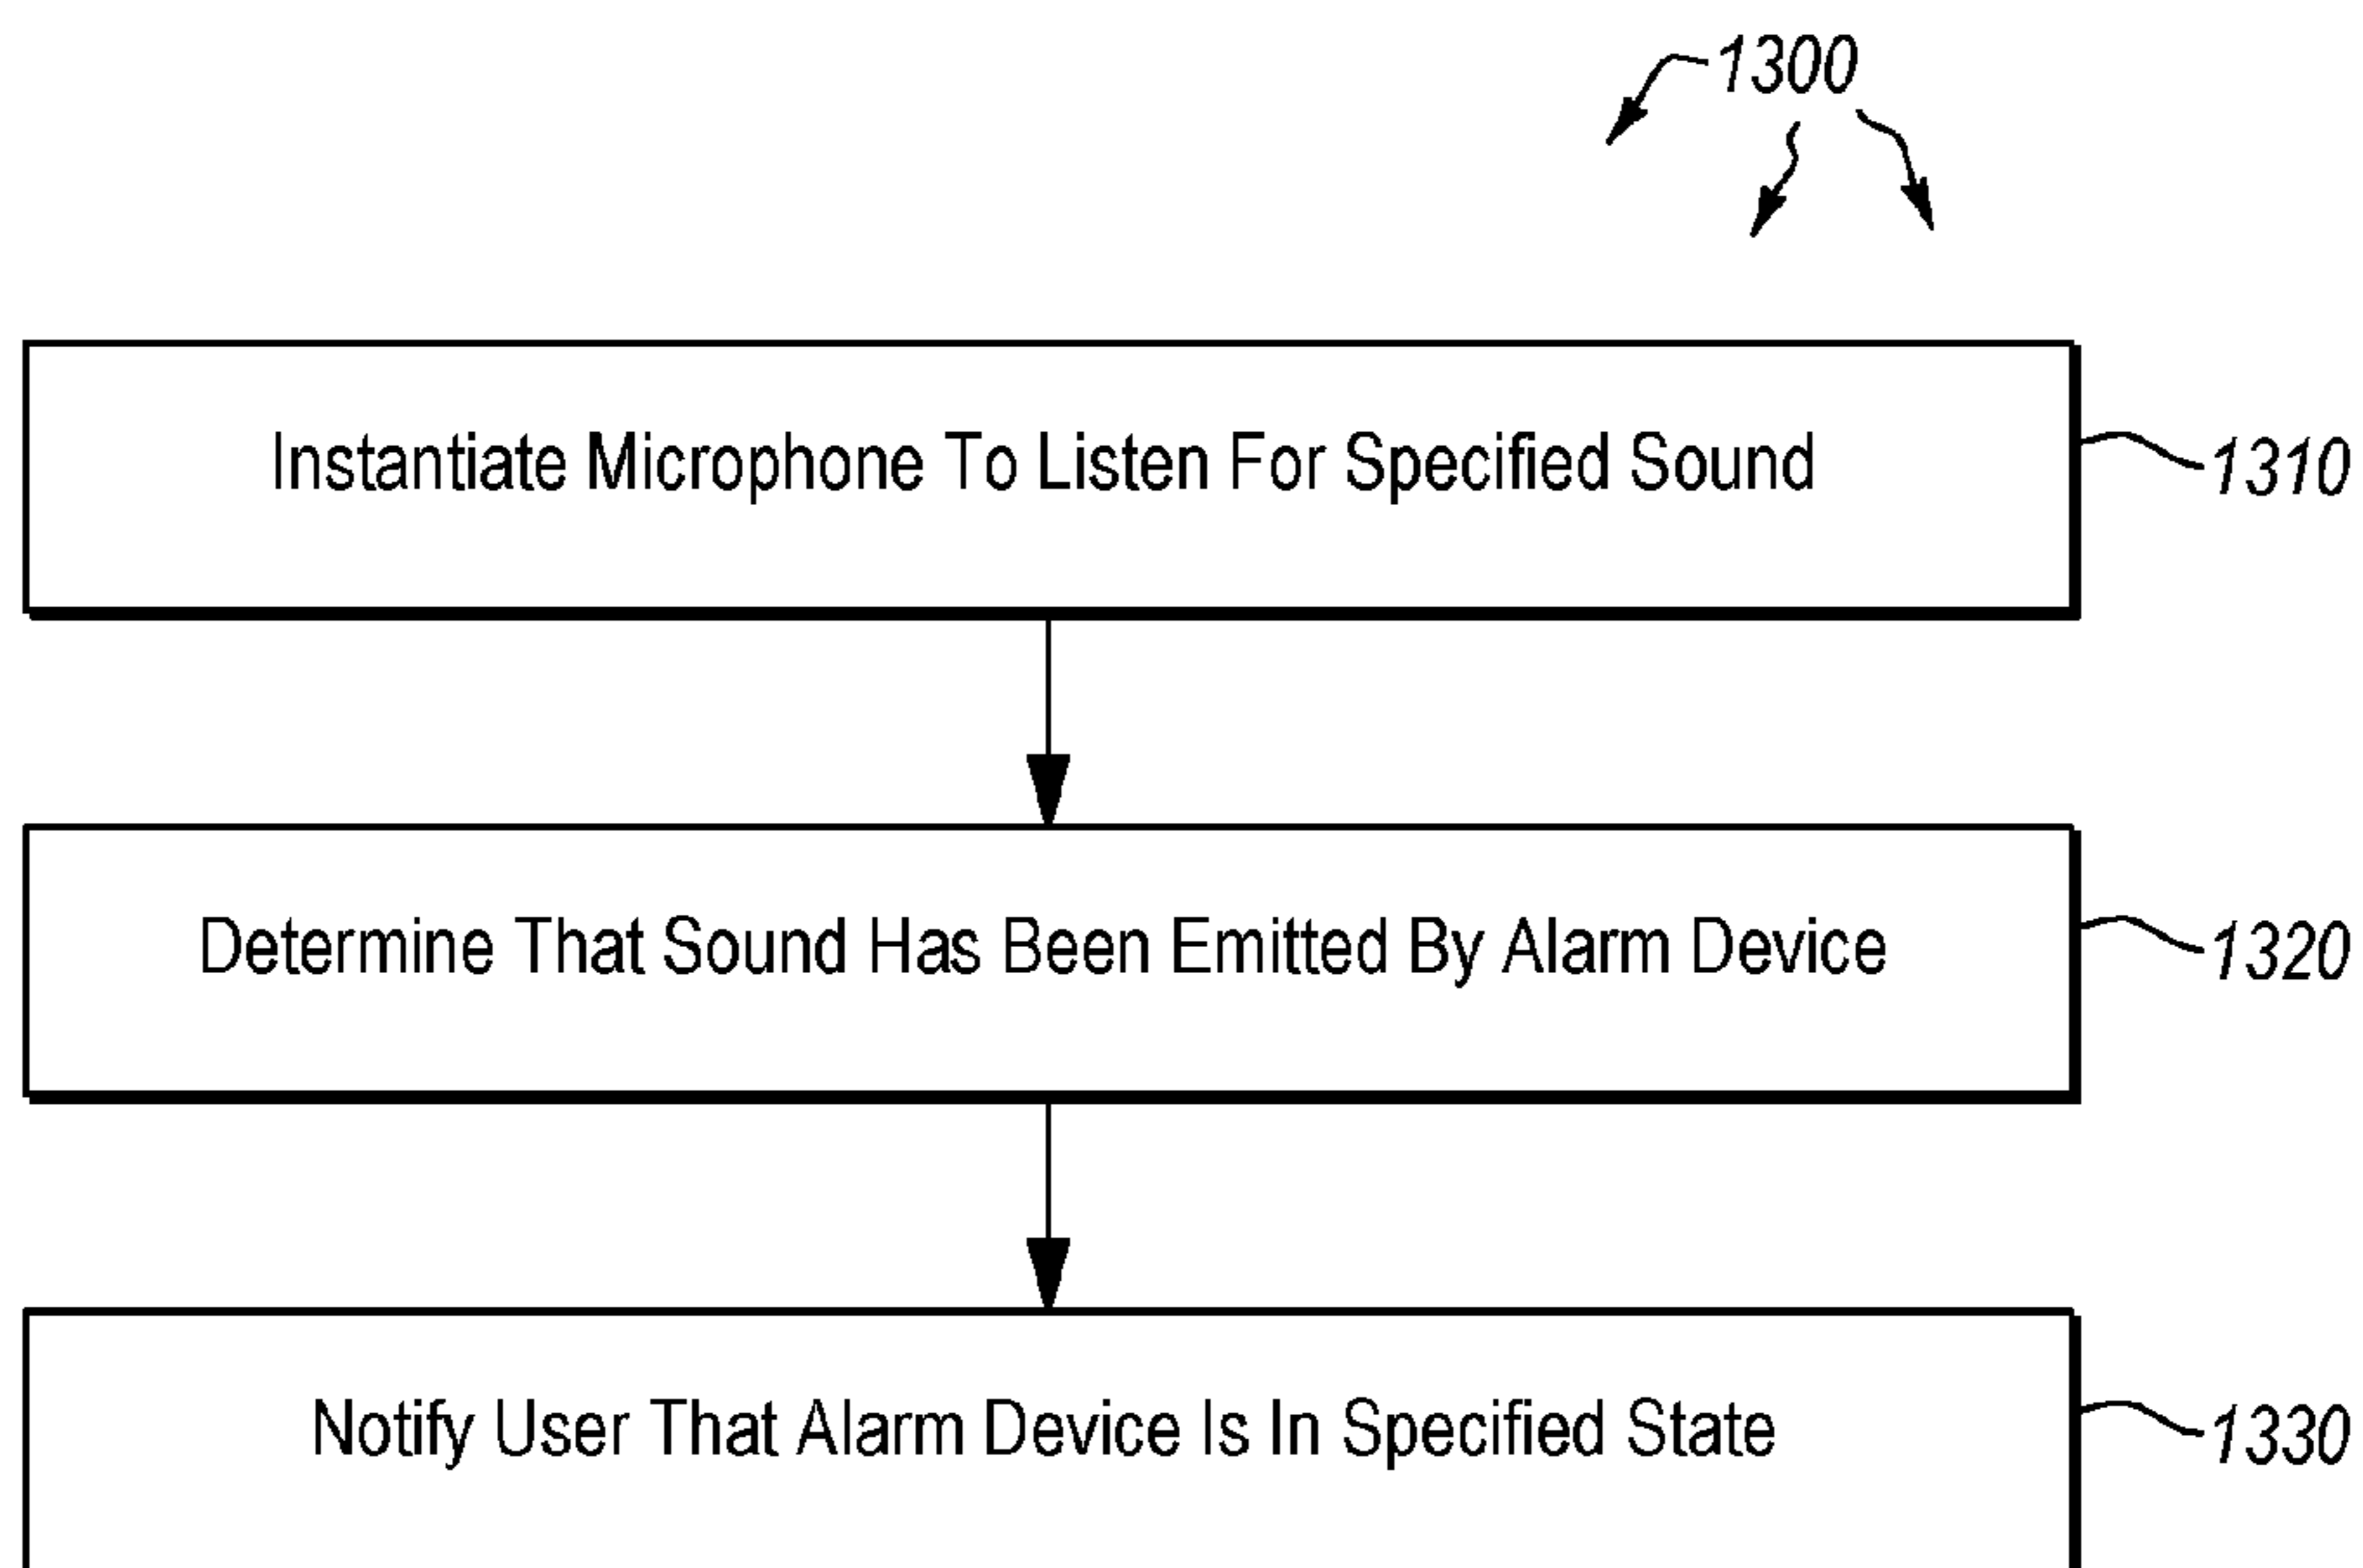 1300
Instantiate Microphone To Listen For Specified Sound
1310
Determine That Sound Has Been Emitted By Alarm Device
1320
Notify User That Alarm Device Is In Specified State
1330